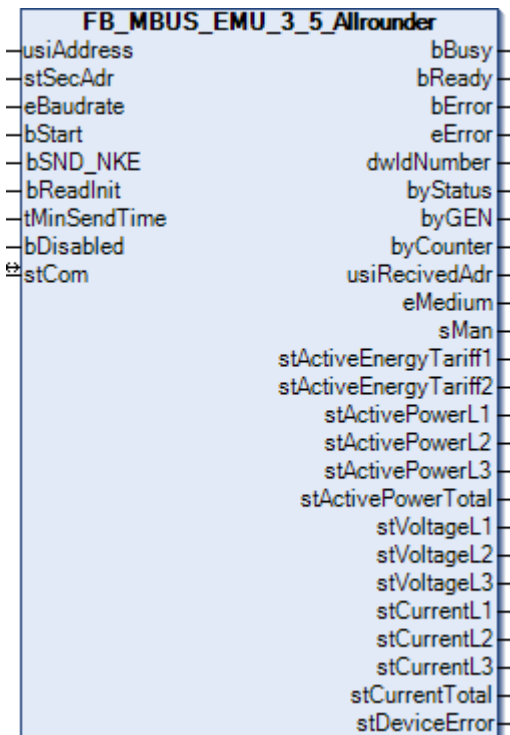 FB_MBUS_EMU_3_5_Allrounder
usiAddress bBusy
stSecAdr bReady
eBaudrate bError
bStart eError
bSND_NKE dwIdNumber
bReadInit byStatus
tMinSendTime byGEN
bDisabled byCounter
stCom usiRecivedAdr
eMedium
sMan
stActiveEnergyTariff1
stActiveEnergyTariff2
stActivePowerL1
stActivePowerL2
stActivePowerL3
stActivePowerTotal
stVoltageL1
stVoltageL2
stVoltageL3
stCurrentL1
stCurrentL2
stCurrentL3
stCurrentTotal
stDeviceError